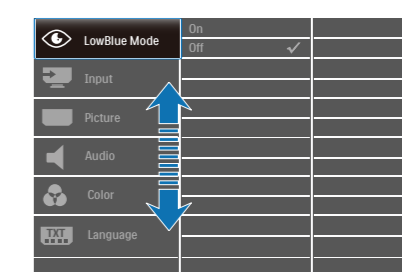 LowBlue Mode
On
Off
Input
Picture
Audio
Color
TXT
Language